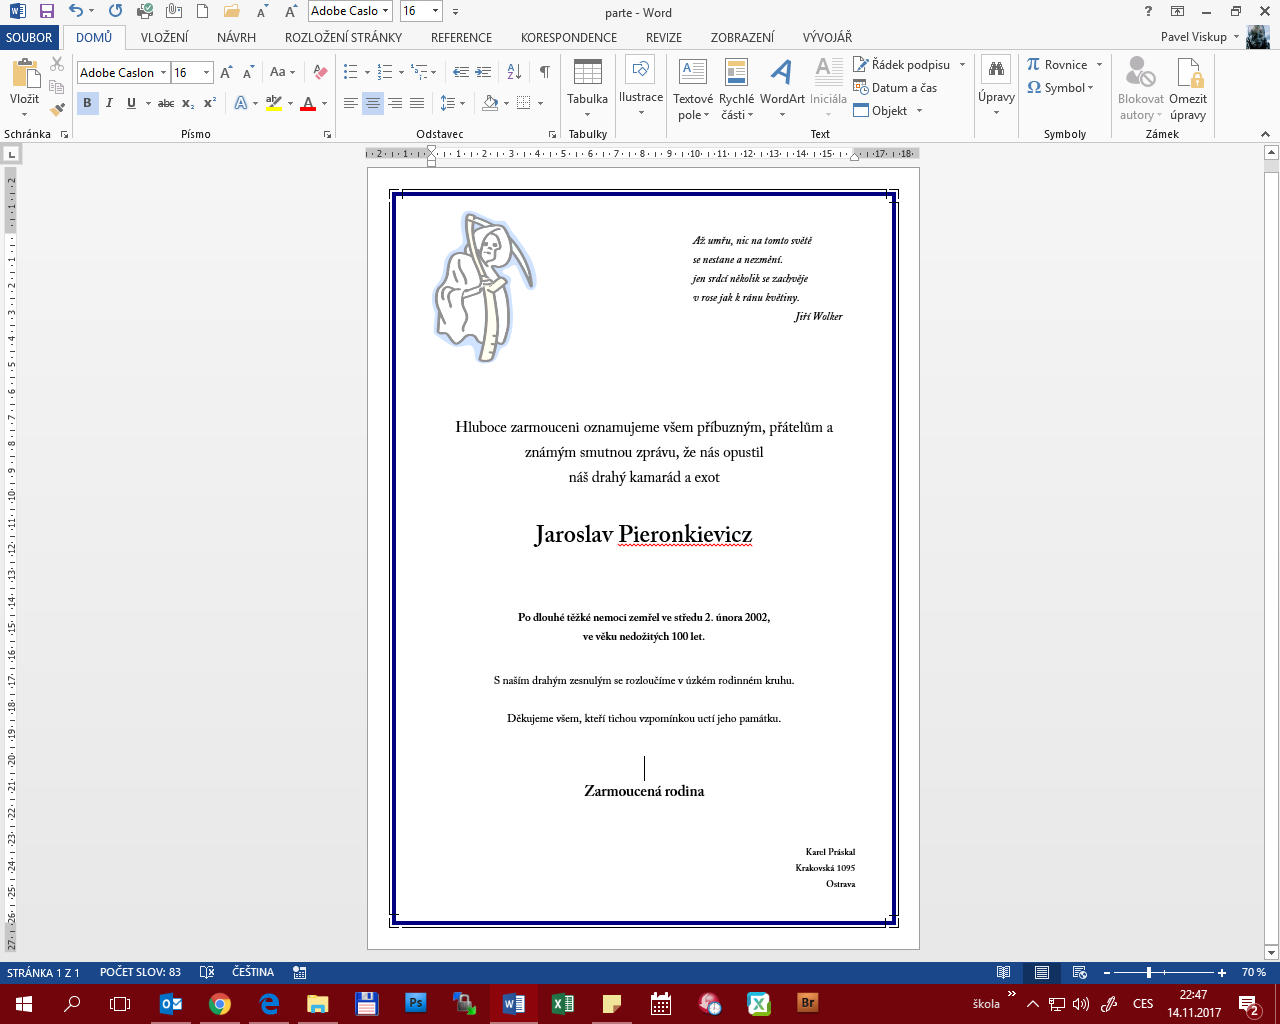 Adobe Caslo
16
parte - Word
SOUBOR
DOMŮ
VLOŽENÍ
NÁVRH
ROZLOŽENÍ STRÁNKY
REFERENCE
KORESPONDENCE
REVIZE
ZOBRAZENÍ
VÝVOJÁŘ
Pavel Viskup
Vložit
Schránka
Adobe Caslon
16
Písmo
Odstavec
Tabulka
Tabulky
Ilustrace
Textové pole
Rychlé části
WordArt
Iniciála
Řádek podpisu
Datum a čas
Objekt
Text
Úpravy
Rovnice
Symbol
Symboly
Blokovat autory
Omezit úpravy
Zámek
Až umřu, nic na tomto světě
se nestane a nezmění.
jen srdcí několik se zachvěje
v rose jak k ránu květiny.
Jiří Wolker
Hluboce zarmouceni oznamujeme všem příbuzným, přátelům a
známým smutnou zprávu, že nás opustil
náš drahý kamarád a exot
Jaroslav Pieronkievicz
Po dlouhé těžké nemoci zemřel ve středu 2. února 2002,
ve věku nedožitých 100 let.
S naším drahým zesnulým se rozloučíme v úzkém rodinném kruhu.
Děkujeme všem, kteří tichou vzpomínkou uctí jeho památku.
Zarmoucená rodina
Karel Práskal
Krakovská 1095
Ostrava
STRÁNKA 1 Z 1
POČET SLOV: 83
ČEŠTINA
70 %
škola
CES
22:47
14.11.2017
2